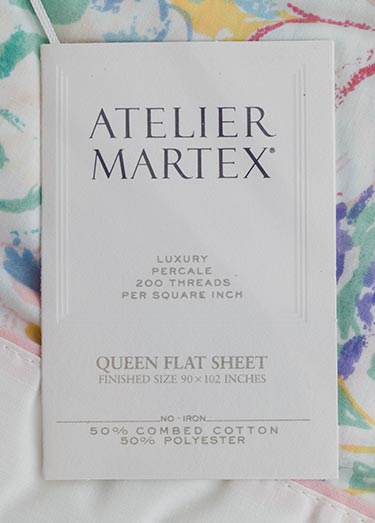 ATELIER
MARTEX®
LUXURY
PERCALE
200 THREADS
PER SQUARE INCH
QUEEN FLAT SHEET
FINISHED SIZE 90 × 102 INCHES
NO-IRON
50% COMBED COTTON
50% POLYESTER